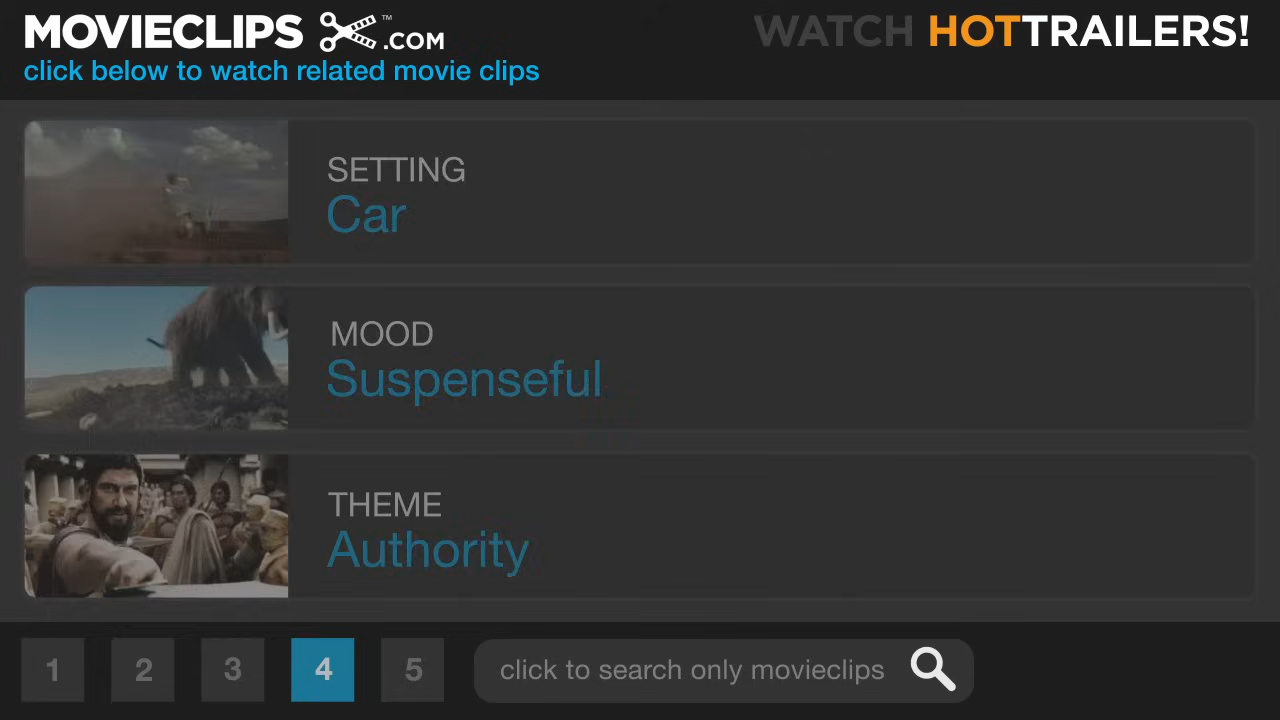 MOVIECLIPS ™ .COM
WATCH HOTTRAILERS!
click below to watch related movie clips
SETTING
Car
MOOD
Suspenseful
THEME
Authority
1 2 3 4 5 click to search only movieclips